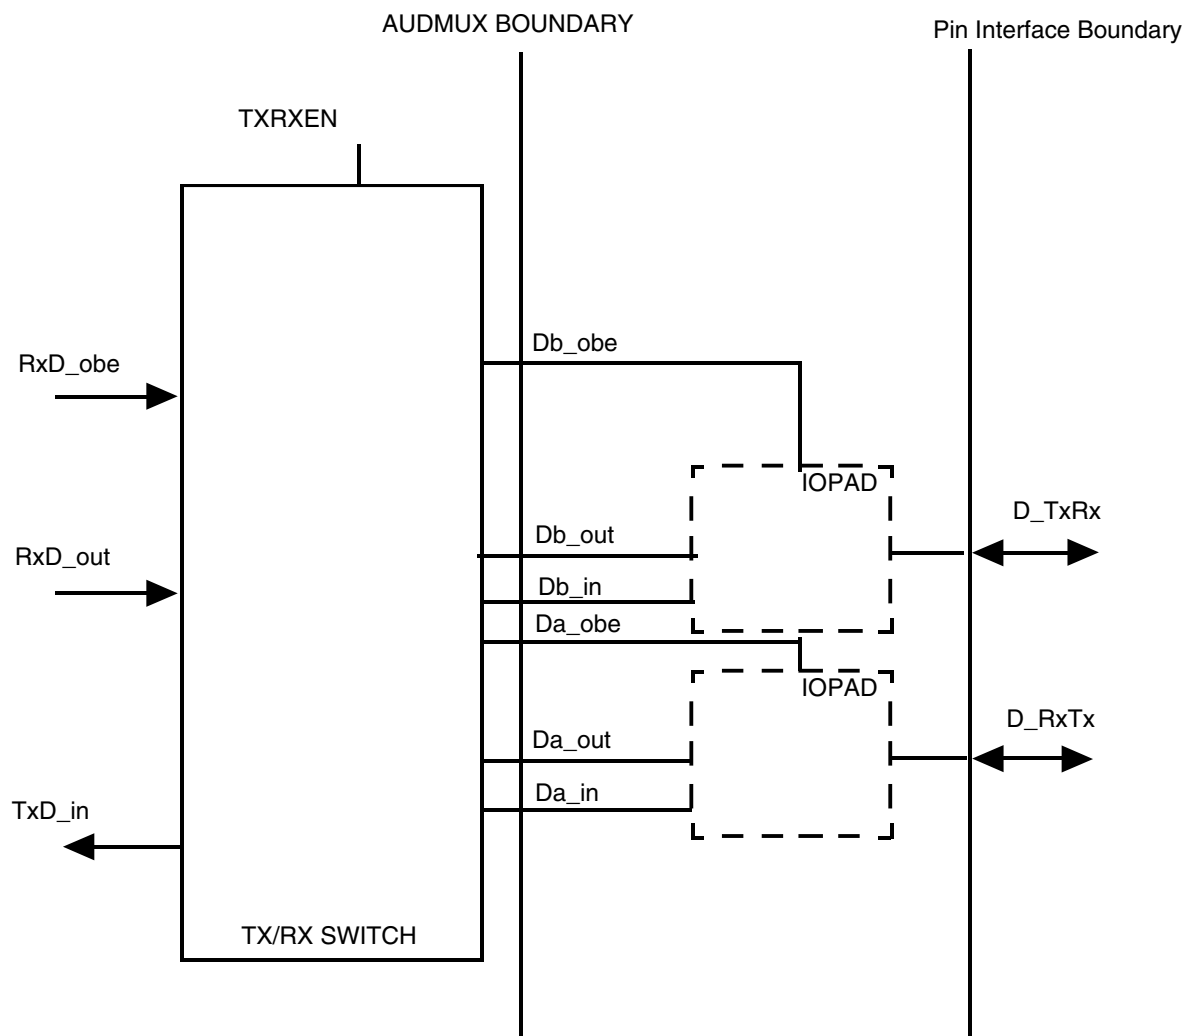 AUDMUX BOUNDARY
Pin Interface Boundary
TXRXEN
Db_obe
RxD_obe
IOPAD
D_TxRx
Db_out
RxD_out
Db_in
Da_obe
IOPAD
D_RxTx
Da_out
Da_in
TxD_in
TX/RX SWITCH